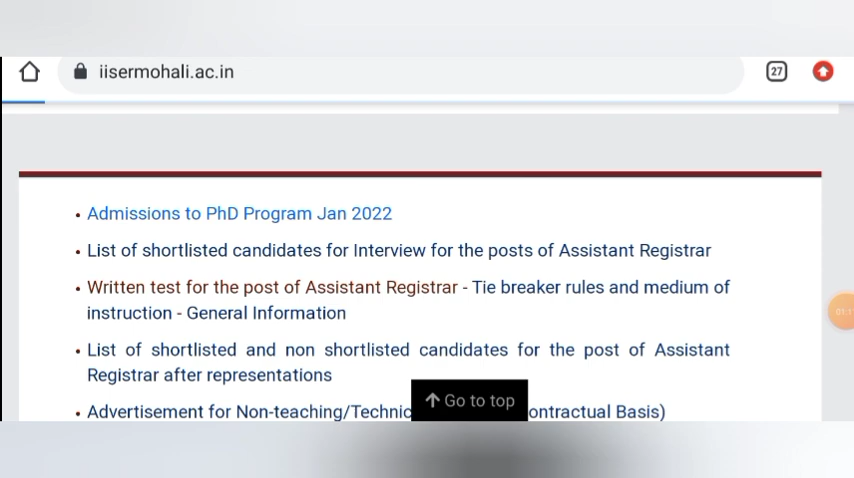 iisermohali.ac.in
27
Admissions to PhD Program Jan 2022
List of shortlisted candidates for Interview for the posts of Assistant Registrar
Written test for the post of Assistant Registrar - Tie breaker rules and medium of
instruction - General Information
List of shortlisted and non shortlisted candidates for the post of Assistant
Registrar after representations
Go to top
Advertisement for Non-teaching/Technic ontractual Basis)